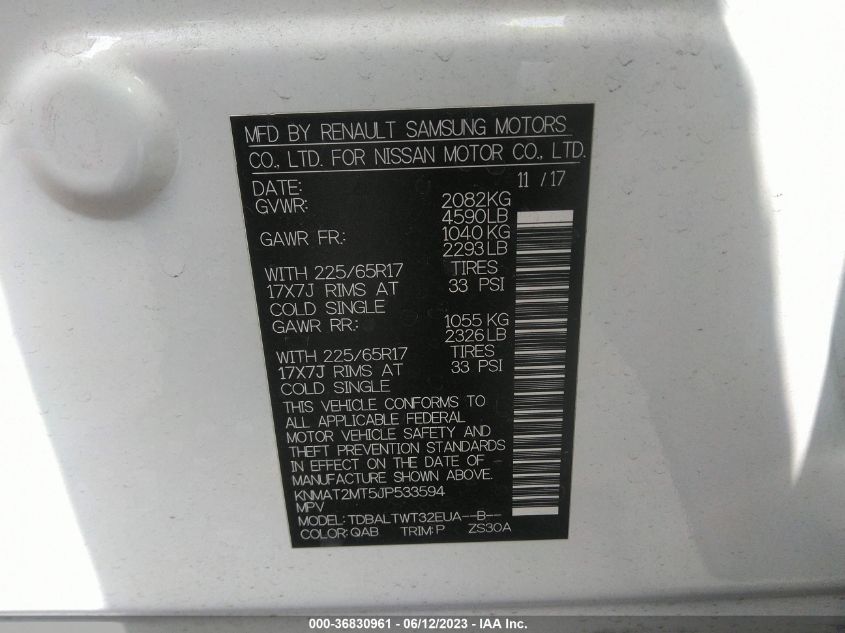 MFD BY RENAULT SAMSUNG MOTORS
CO., LTD. FOR NISSAN MOTOR CO., LTD.
DATE: 11 / 17
GVWR: 2082KG
4590LB
GAWR FR.: 1040 KG
2293 LB
WITH 225/65R17 TIRES
17X7J RIMS AT 33 PSI
COLD SINGLE
GAWR RR.: 1055 KG
2326 LB
WITH 225/65R17 TIRES
17X7J RIMS AT 33 PSI
COLD SINGLE
THIS VEHICLE CONFORMS TO
ALL APPLICABLE FEDERAL
MOTOR VEHICLE SAFETY AND
THEFT PREVENTION STANDARDS
IN EFFECT ON THE DATE OF
MANUFACTURE SHOWN ABOVE.
KNMAT2MT5JP533594
MPV
MODEL: TDBALTWT32EUA--B--
COLOR: QAB TRIM: P ZS30A
000-36830961 - 06/12/2023 - IAA Inc.